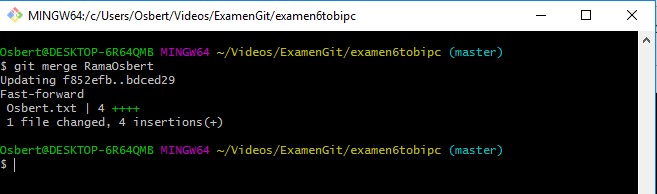 MINGW64:/c/Users/Osbert/Videos/ExamenGit/examen6tobipc
Osbert@DESKTOP-6R64QMB MINGW64 ~/Videos/ExamenGit/examen6tobipc (master)
$ git merge RamaOsbert
Updating f852efb..bdced29
Fast-forward
 Osbert.txt | 4 ++++
 1 file changed, 4 insertions(+)
Osbert@DESKTOP-6R64QMB MINGW64 ~/Videos/ExamenGit/examen6tobipc (master)
$